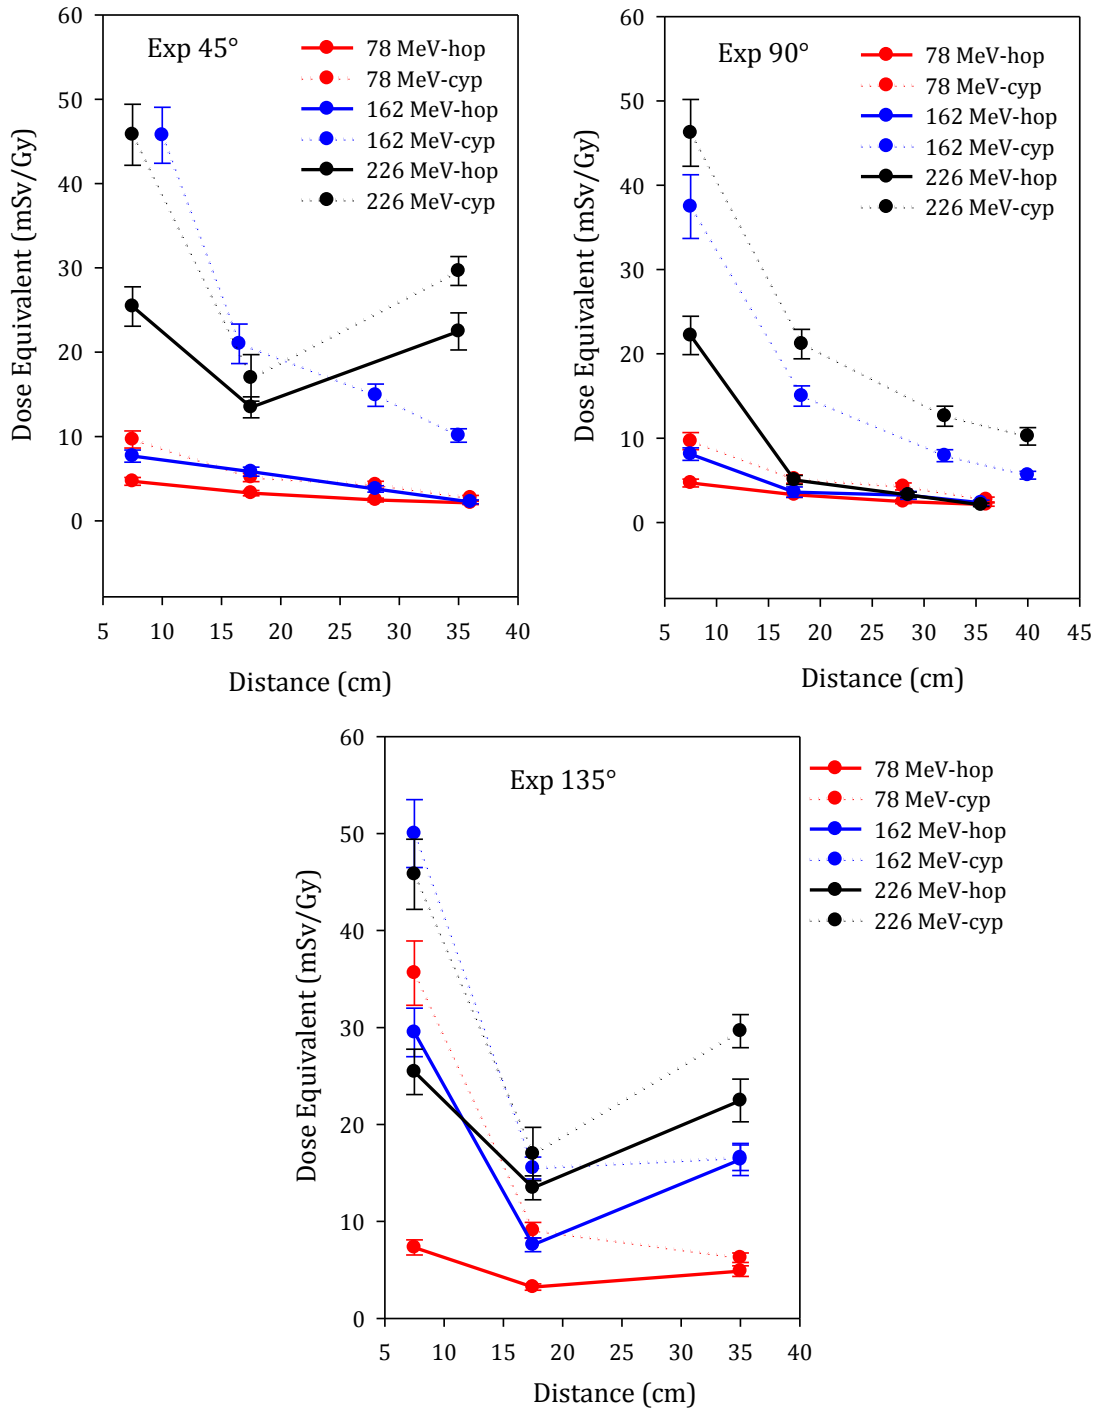 Exp 45°
78 MeV-hop
78 MeV-cyp
162 MeV-hop
162 MeV-cyp
226 MeV-hop
226 MeV-cyp
Dose Equivalent (mSv/Gy)
60
50
40
30
20
10
0
5 10 15 20 25 30 35 40
Distance (cm)
Exp 90°
78 MeV-hop
78 MeV-cyp
162 MeV-hop
162 MeV-cyp
226 MeV-hop
226 MeV-cyp
Dose Equivalent (mSv/Gy)
60
50
40
30
20
10
0
5 10 15 20 25 30 35 40 45
Distance (cm)
Exp 135°
78 MeV-hop
78 MeV-cyp
162 MeV-hop
162 MeV-cyp
226 MeV-hop
226 MeV-cyp
Dose Equivalent (mSv/Gy)
60
50
40
30
20
10
0
5 10 15 20 25 30 35 40
Distance (cm)